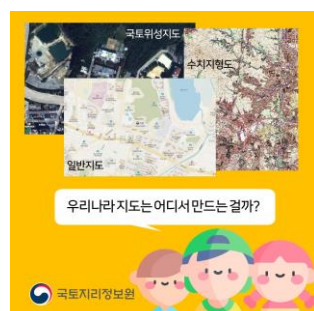 국토위성지도
수치지형도
일반지도
우리나라 지도는 어디서 만드는 걸까?
국토지리정보원